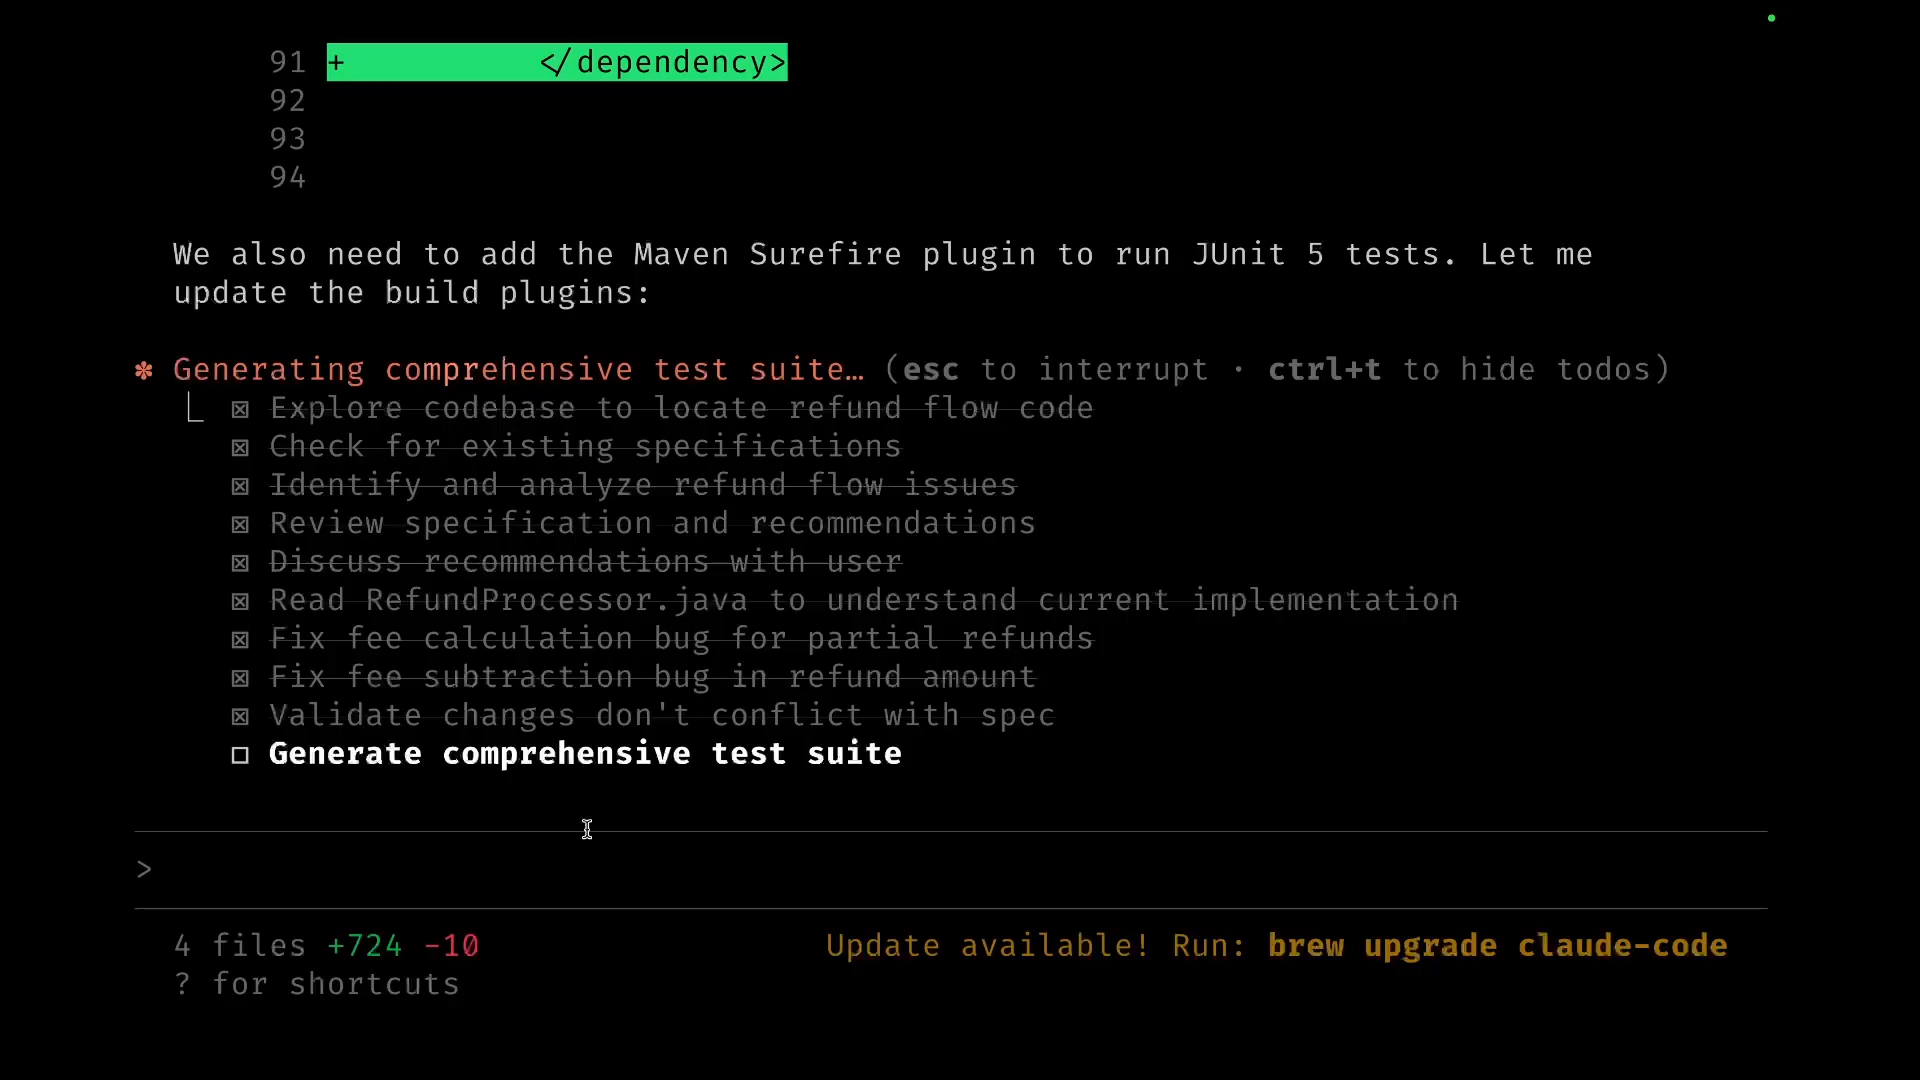 91 +          </dependency>
92
93
94
We also need to add the Maven Surefire plugin to run JUnit 5 tests. Let me
update the build plugins:
✽ Generating comprehensive test suite… (esc to interrupt · ctrl+t to hide todos)
⎿ ☒ Explore codebase to locate refund flow code
☒ Check for existing specifications
☒ Identify and analyze refund flow issues
☒ Review specification and recommendations
☒ Discuss recommendations with user
☒ Read RefundProcessor.java to understand current implementation
☒ Fix fee calculation bug for partial refunds
☒ Fix fee subtraction bug in refund amount
☒ Validate changes don't conflict with spec
☐ Generate comprehensive test suite
>
4 files +724 -10 Update available! Run: brew upgrade claude-code
? for shortcuts